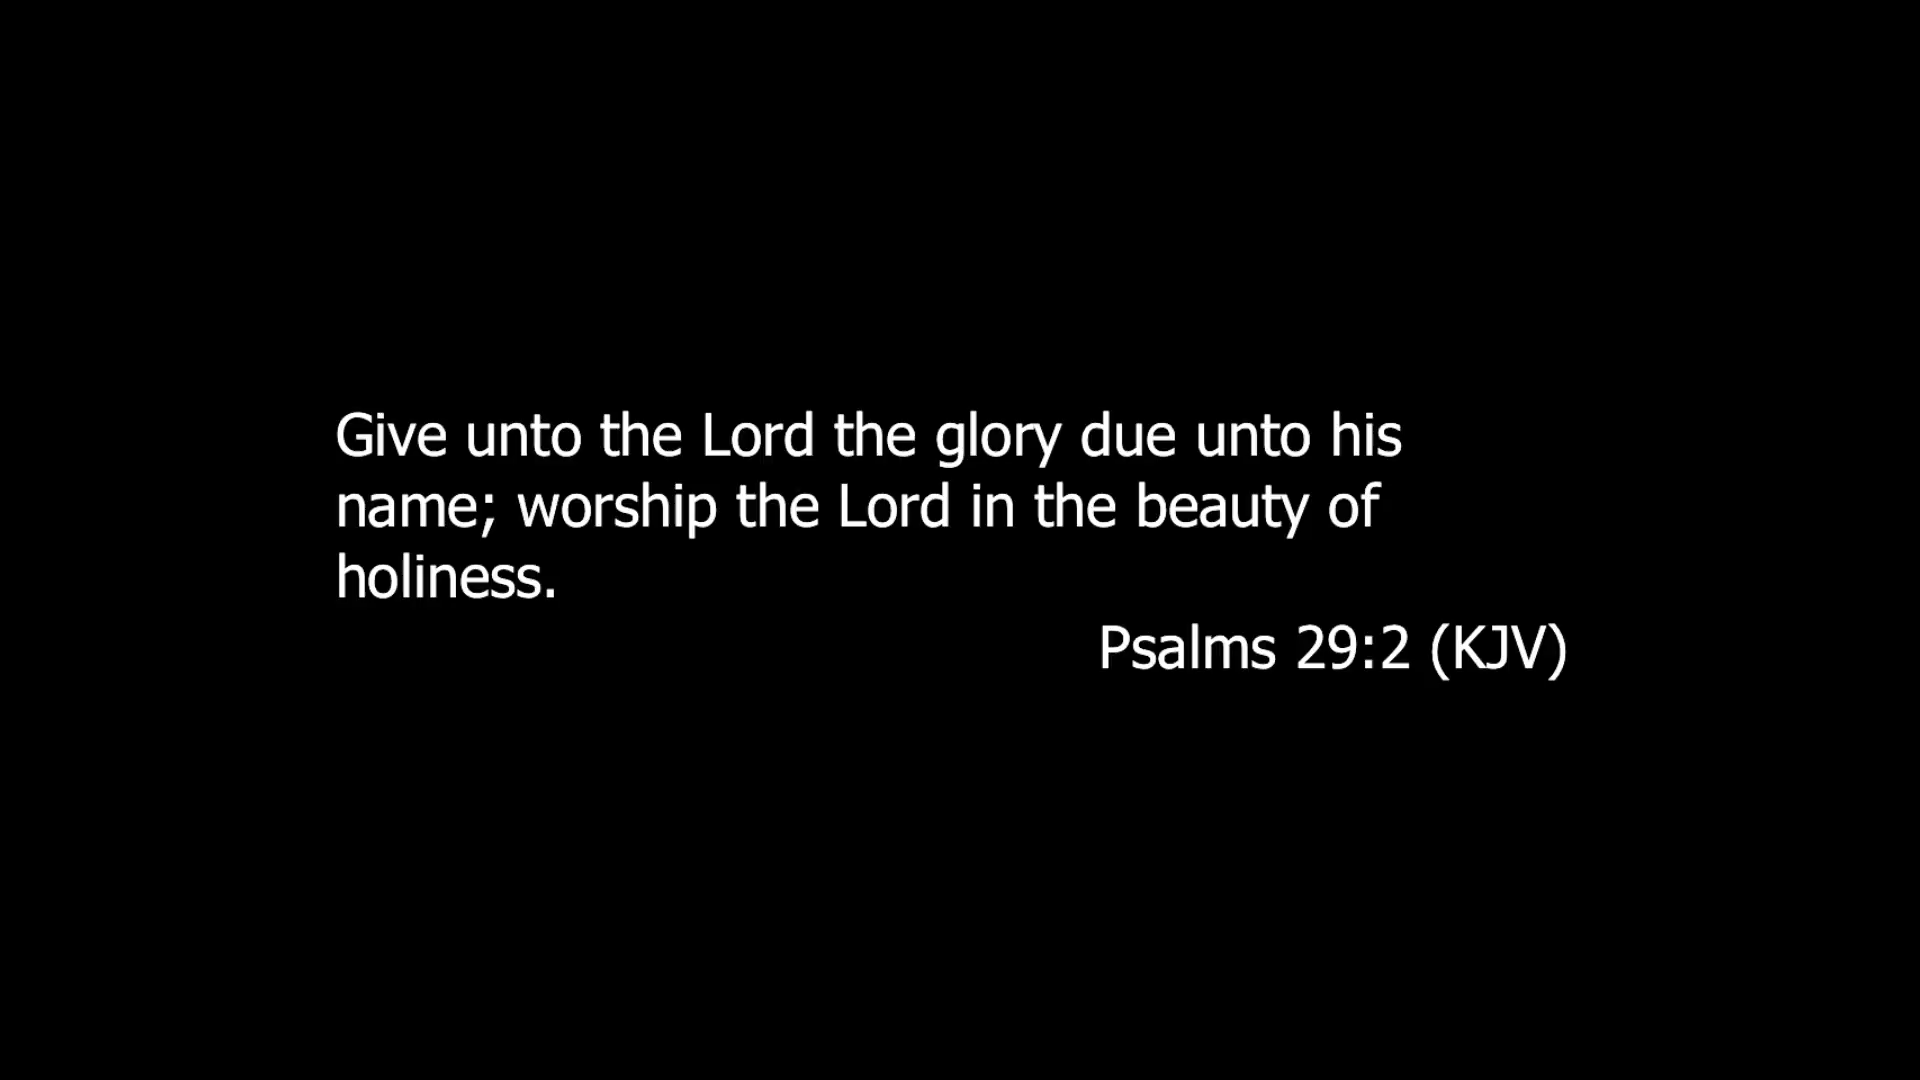 Give unto the Lord the glory due unto his
name; worship the Lord in the beauty of
holiness.
Psalms 29:2 (KJV)